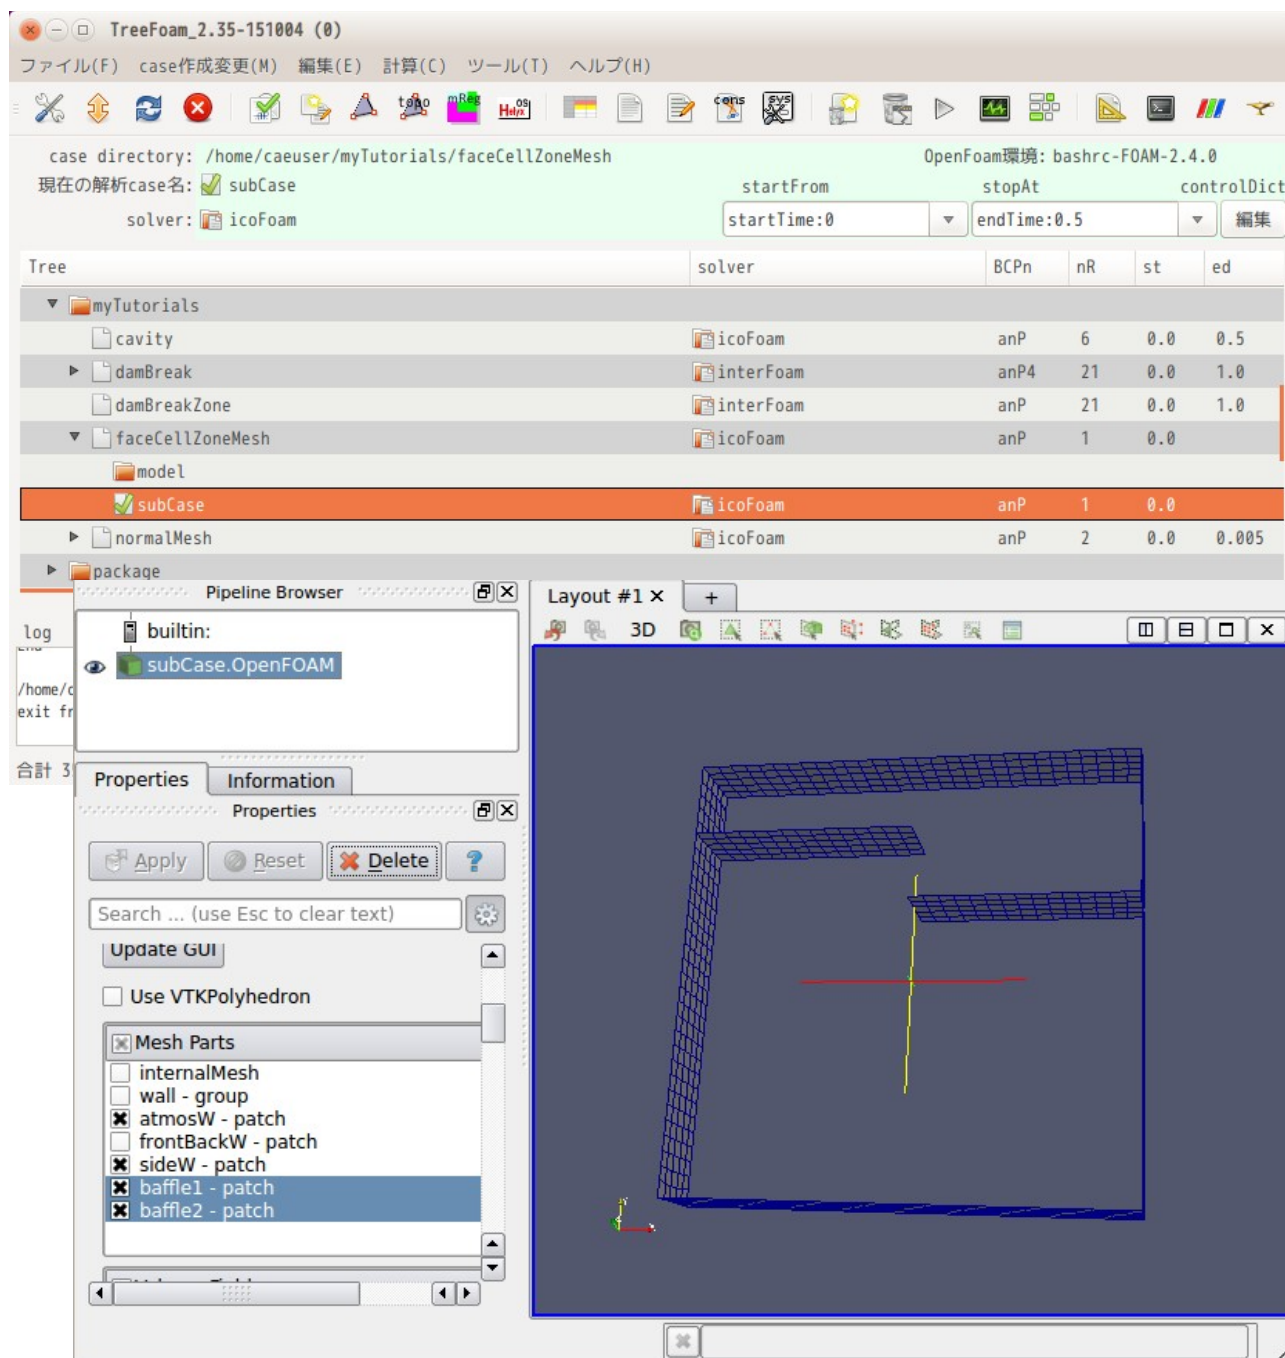 TreeFoam_2.35-151004 (0)
ファイル(F) case作成変更(M) 編集(E) 計算(C) ツール(T) ヘルプ(H)
topo mReg Helyx OS cons sys
case directory: /home/caeuser/myTutorials/faceCellZoneMesh OpenFoam環境: bashrc-FOAM-2.4.0
現在の解析case名: subCase startFrom stopAt controlDict
solver: icoFoam startTime:0 endTime:0.5 編集
Tree solver BCPn nR st ed
myTutorials
cavity icoFoam anP 6 0.0 0.5
damBreak interFoam anP4 21 0.0 1.0
damBreakZone interFoam anP 21 0.0 1.0
faceCellZoneMesh icoFoam anP 1 0.0
model
subCase icoFoam anP 1 0.0
normalMesh icoFoam anP 2 0.0 0.005
package
Pipeline Browser
Layout #1 × +
log
builtin:
3D
subCase.OpenFOAM
/home/c
exit fr
合計 3
Properties Information
Properties
Apply Reset Delete ?
Search ... (use Esc to clear text)
Update GUI
Use VTKPolyhedron
Mesh Parts
internalMesh
wall - group
atmosW - patch
frontBackW - patch
sideW - patch
baffle1 - patch
baffle2 - patch